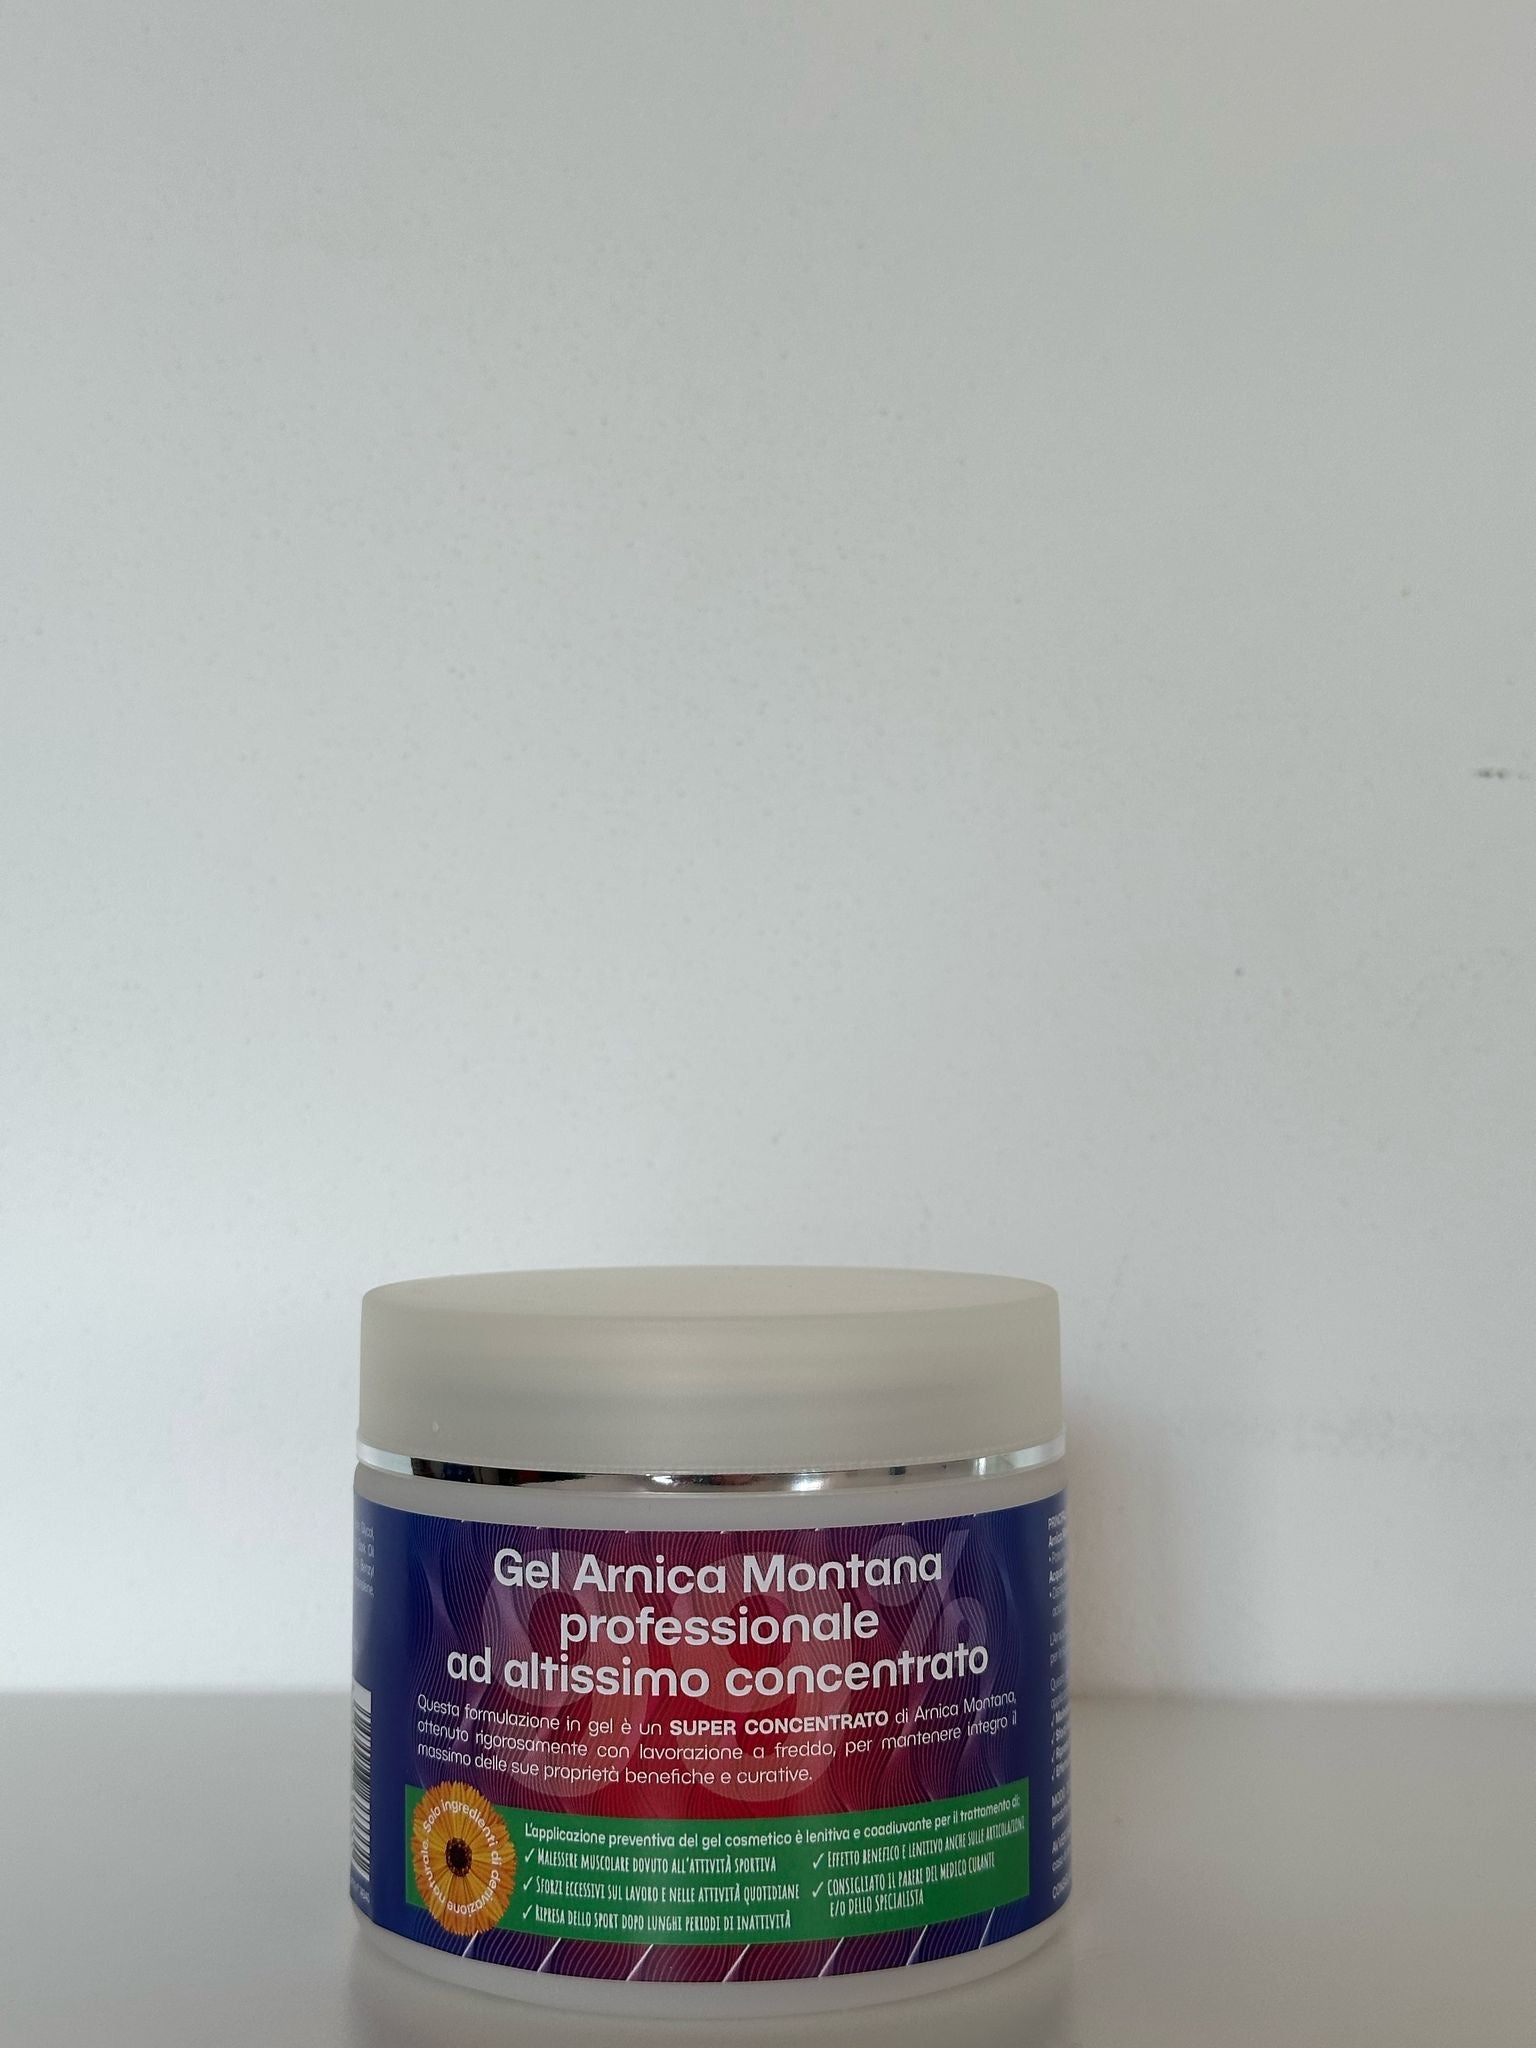 99%
Gel Arnica Montana
professionale
ad altissimo concentrato
Questa formulazione in gel è un SUPER CONCENTRATO di Arnica Montana,
ottenuto rigorosamente con lavorazione a freddo, per mantenere integro il
massimo delle sue proprietà benefiche e curative.
Solo ingredienti di derivazione naturale
L'applicazione preventiva del gel cosmetico è lenitiva e coadiuvante per il trattamento di:
✓ MALESSERE MUSCOLARE DOVUTO ALL'ATTIVITÀ SPORTIVA
✓ SFORZI ECCESSIVI SUL LAVORO E NELLE ATTIVITÀ QUOTIDIANE
✓ RIPRESA DELLO SPORT DOPO LUNGHI PERIODI DI INATTIVITÀ
✓ EFFETTO BENEFICO E LENITIVO ANCHE SULLE ARTICOLAZIONI
✓ CONSIGLIATO IL PARERE DEL MEDICO CURANTE
E/O DELLO SPECIALISTA